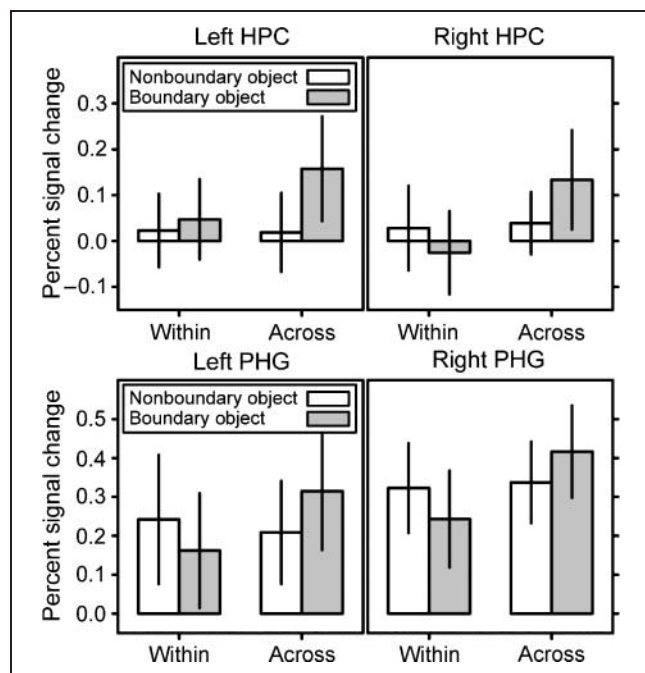 Left HPC Right HPC
Nonboundary object
Boundary object
Percent signal change
0.3
0.2
0.1
0.0
−0.1
Within Across Within Across
Left PHG Right PHG
Nonboundary object
Boundary object
Percent signal change
0.5
0.4
0.3
0.2
0.1
0.0
Within Across Within Across